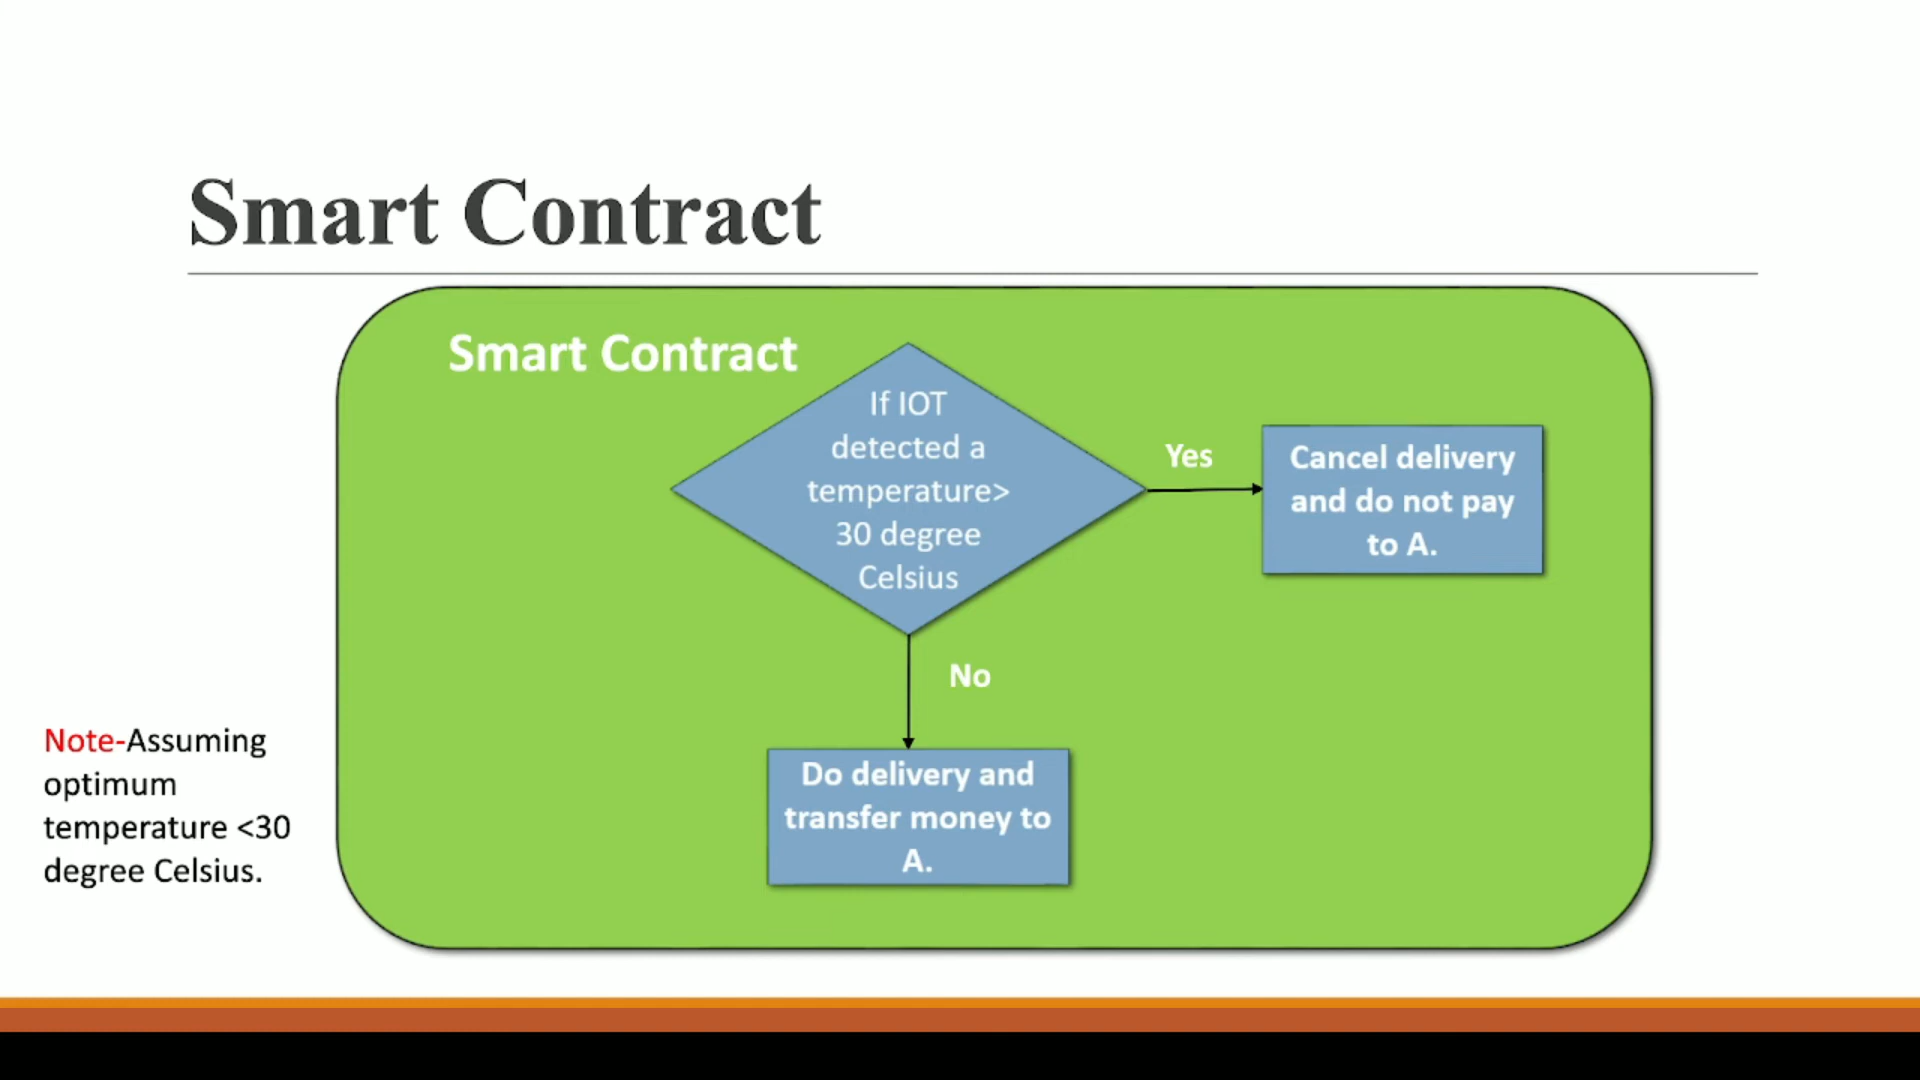 Smart Contract
Smart Contract
If IOT
detected a
temperature>
30 degree
Celsius
Yes
Cancel delivery
and do not pay
to A.
No
Do delivery and
transfer money to
A.
Note-Assuming
optimum
temperature <30
degree Celsius.